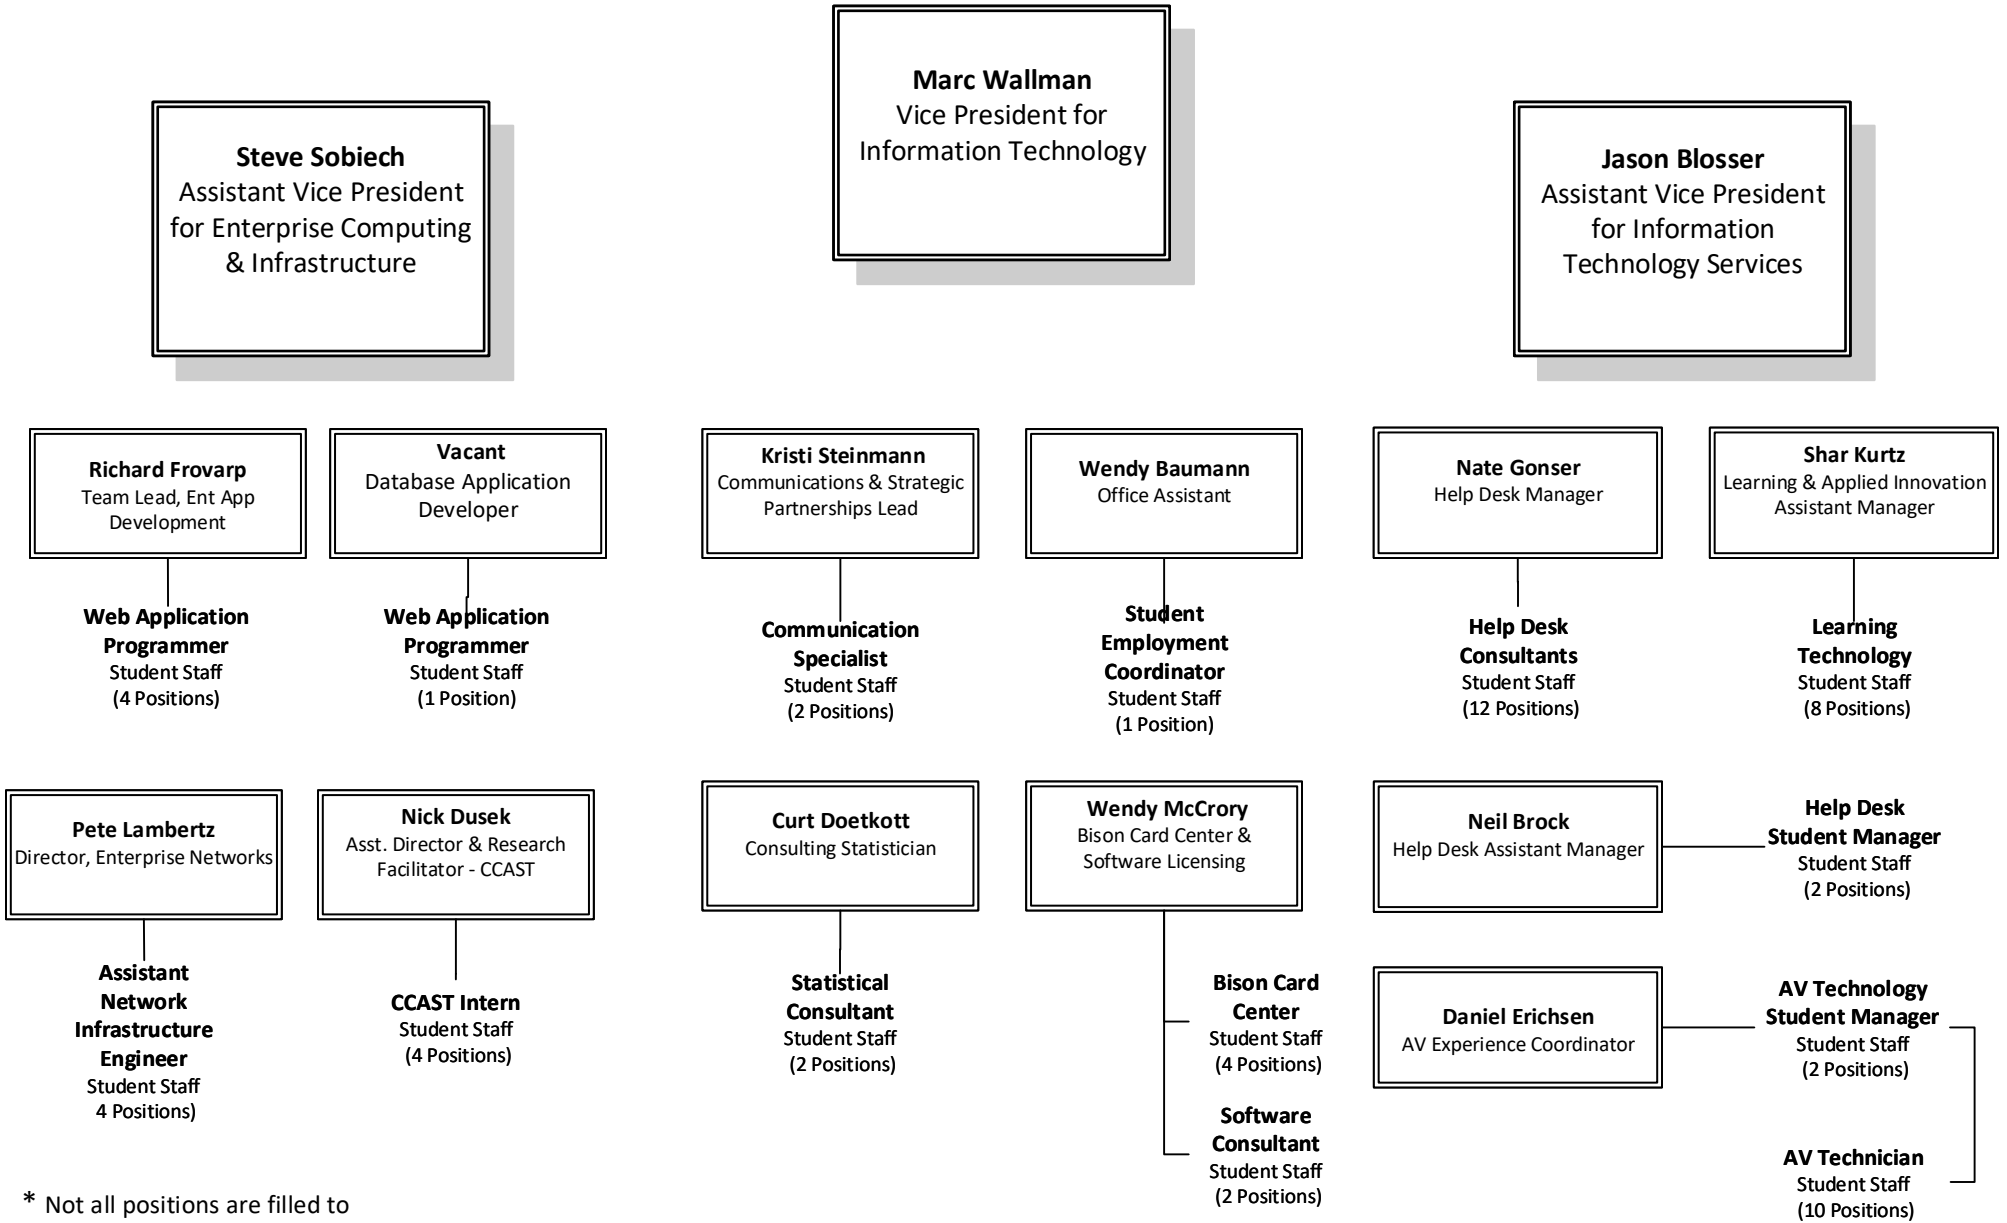 Marc Wallman
Vice President for
Information Technology
Steve Sobiech
Assistant Vice President
for Enterprise Computing
& Infrastructure
Jason Blosser
Assistant Vice President
for Information
Technology Services
Richard Frovarp
Team Lead, Ent App
Development
Web Application
Programmer
Student Staff
(4 Positions)
Vacant
Database Application
Developer
Web Application
Programmer
Student Staff
(1 Position)
Kristi Steinmann
Communications & Strategic
Partnerships Lead
Communication
Specialist
Student Staff
(2 Positions)
Wendy Baumann
Office Assistant
Student
Employment
Coordinator
Student Staff
(1 Position)
Nate Gonser
Help Desk Manager
Help Desk
Consultants
Student Staff
(12 Positions)
Shar Kurtz
Learning & Applied Innovation
Assistant Manager
Learning
Technology
Student Staff
(8 Positions)
Pete Lambertz
Director, Enterprise Networks
Assistant
Network
Infrastructure
Engineer
Student Staff
4 Positions)
Nick Dusek
Asst. Director & Research
Facilitator - CCAST
CCAST Intern
Student Staff
(4 Positions)
Curt Doetkott
Consulting Statistician
Statistical
Consultant
Student Staff
(2 Positions)
Wendy McCrory
Bison Card Center &
Software Licensing
Bison Card
Center
Student Staff
(4 Positions)
Software
Consultant
Student Staff
(2 Positions)
Neil Brock
Help Desk Assistant Manager
Help Desk
Student Manager
Student Staff
(2 Positions)
Daniel Erichsen
AV Experience Coordinator
AV Technology
Student Manager
Student Staff
(2 Positions)
AV Technician
Student Staff
(10 Positions)
* Not all positions are filled to